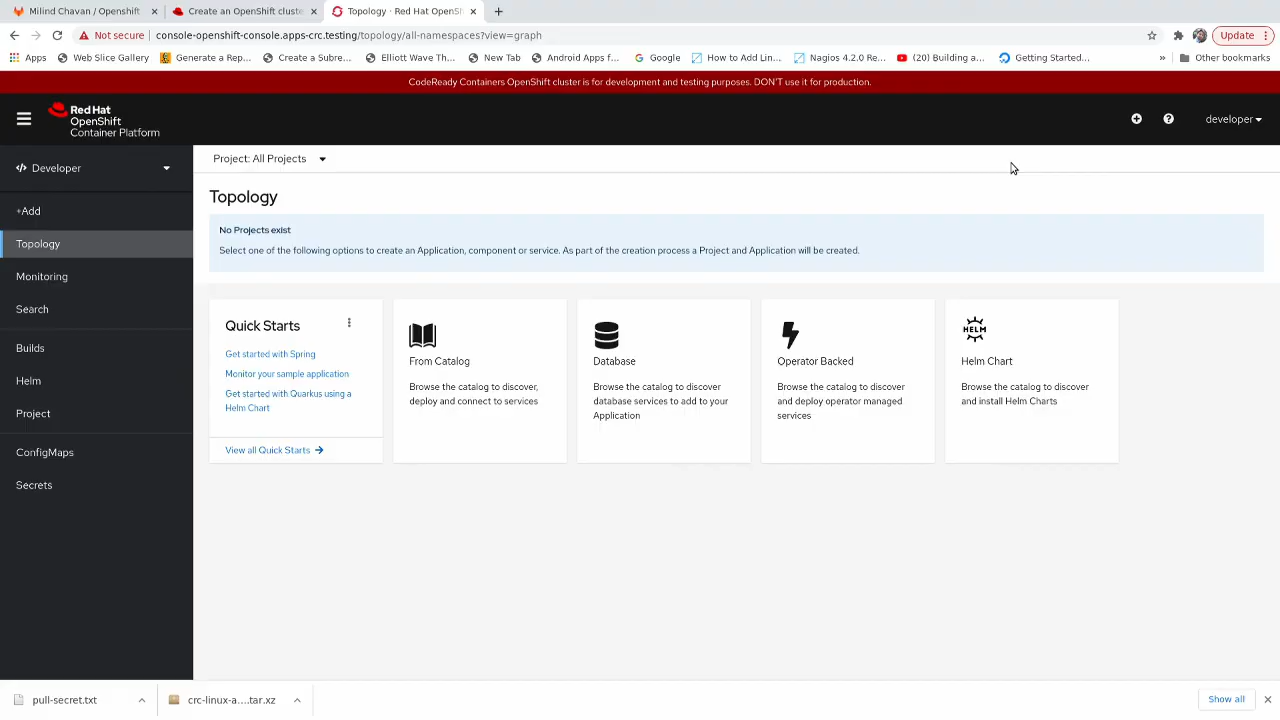 Milind Chavan / Openshift
Create an OpenShift cluste
Topology · Red Hat OpenSh
Not secure
console-openshift-console.apps-crc.testing/topology/all-namespaces?view=graph
Update
Apps
Web Slice Gallery
Generate a Rep...
Create a Subre...
Elliott Wave Th...
New Tab
Android Apps f...
Google
How to Add Lin...
Nagios 4.2.0 Re...
(20) Building a...
Getting Started...
»
Other bookmarks
CodeReady Containers OpenShift cluster is for development and testing purposes. DON'T use it for production.
Red Hat
OpenShift
Container Platform
developer
</> Developer
Project: All Projects
+Add
Topology
Monitoring
Search
Builds
Helm
Project
ConfigMaps
Secrets
Topology
No Projects exist
Select one of the following options to create an Application, component or service. As part of the creation process a Project and Application will be created.
Quick Starts
Get started with Spring
Monitor your sample application
Get started with Quarkus using a
Helm Chart
View all Quick Starts
From Catalog
Browse the catalog to discover,
deploy and connect to services
Database
Browse the catalog to discover
database services to add to your
Application
Operator Backed
Browse the catalog to discover
and deploy operator managed
services
HELM
Helm Chart
Browse the catalog to discover
and install Helm Charts
pull-secret.txt
crc-linux-a....tar.xz
Show all